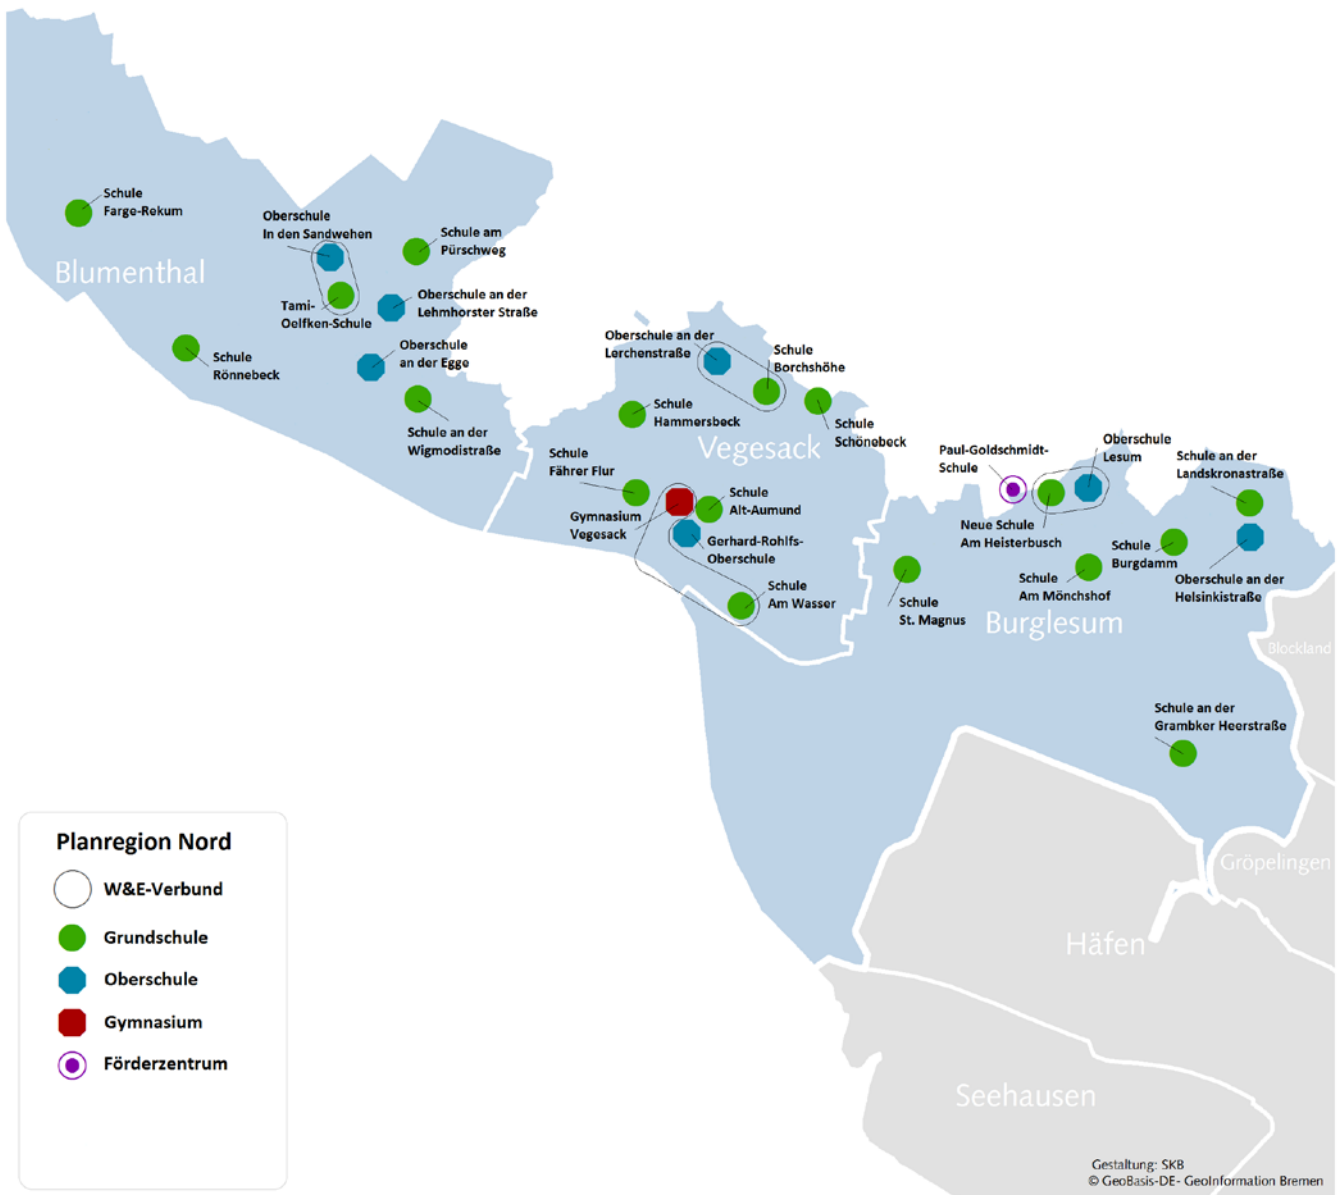 Schule
Farge-Rekum
Oberschule
In den Sandwehen
Schule am
Pürschweg
Blumenthal
Tami-
Oelfken-Schule
Oberschule an der
Lehmhorster Straße
Schule
Rönnebeck
Oberschule
an der Egge
Schule an der
Wigmodistraße
Oberschule an der
Lerchenstraße
Schule
Borchshöhe
Schule
Hammersbeck
Schule
Schönebeck
Vegesack
Schule
Fährer Flur
Gymnasium
Vegesack
Schule
Alt-Aumund
Gerhard-Rohlfs-
Oberschule
Schule
Am Wasser
Paul-Goldschmidt-
Schule
Oberschule
Lesum
Schule an der
Landskronastraße
Neue Schule
Am Heisterbusch
Schule
Burgdamm
Schule
Am Mönchshof
Oberschule an der
Helsinkistraße
Schule
St. Magnus
Burglesum
Blockland
Schule an der
Grambker Heerstraße
Gröpelingen
Häfen
Seehausen
Planregion Nord
W&E-Verbund
Grundschule
Oberschule
Gymnasium
Förderzentrum
Gestaltung: SKB
© GeoBasis-DE- GeoInformation Bremen